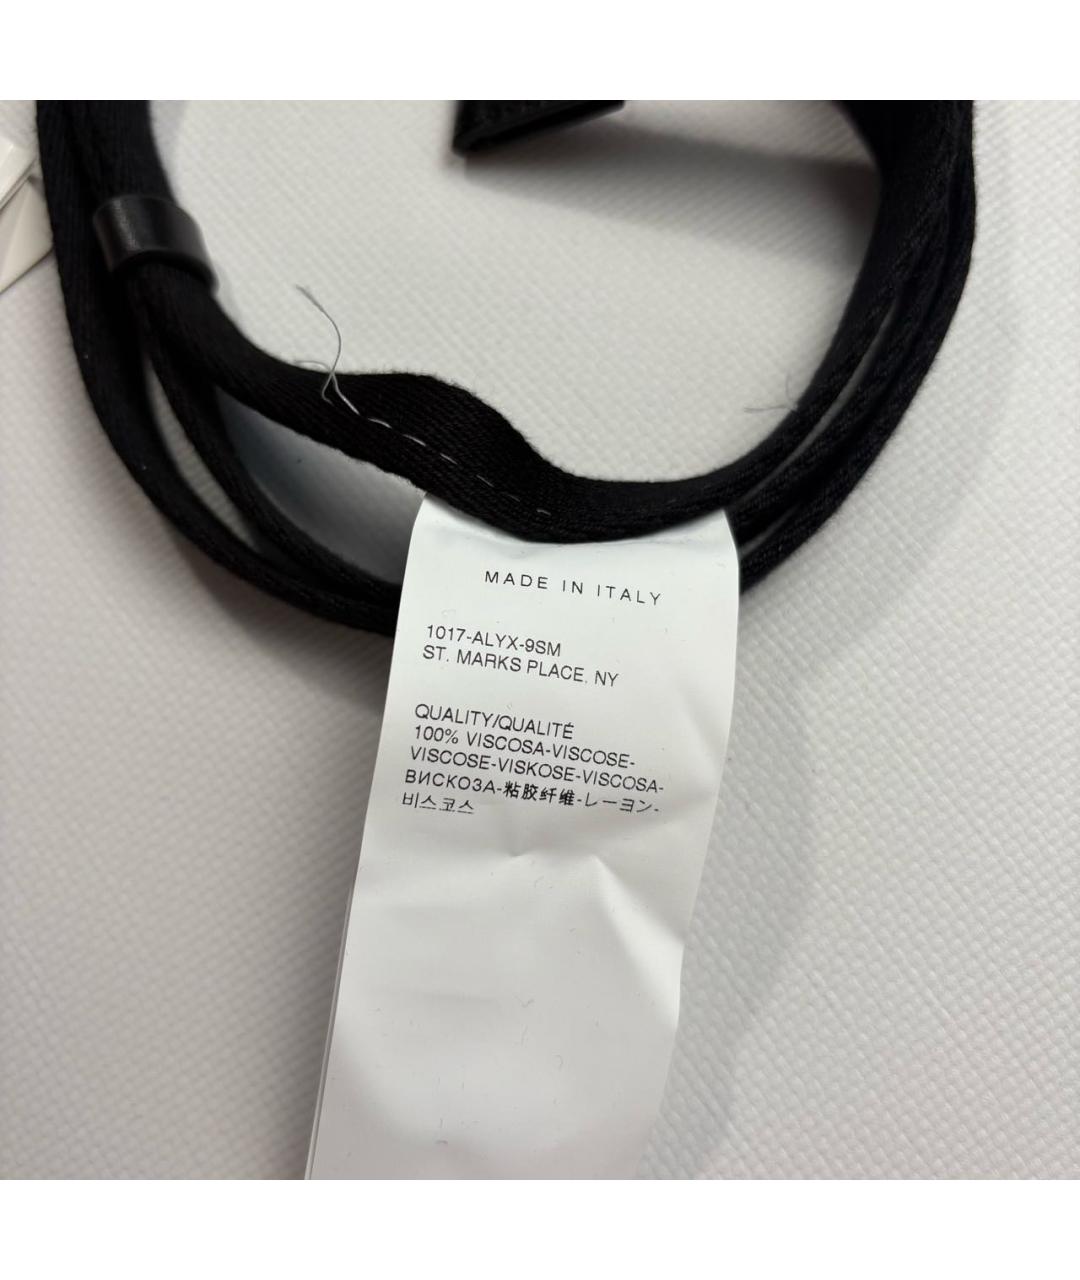 MADE IN ITALY
1017-ALYX-9SM
ST. MARKS PLACE, NY
QUALITY/QUALITÉ
100% VISCOSA-VISCOSE-
VISCOSE-VISKOSE-VISCOSA-
ВИСКОЗА-粘胶纤维-レーヨン-
비스코스